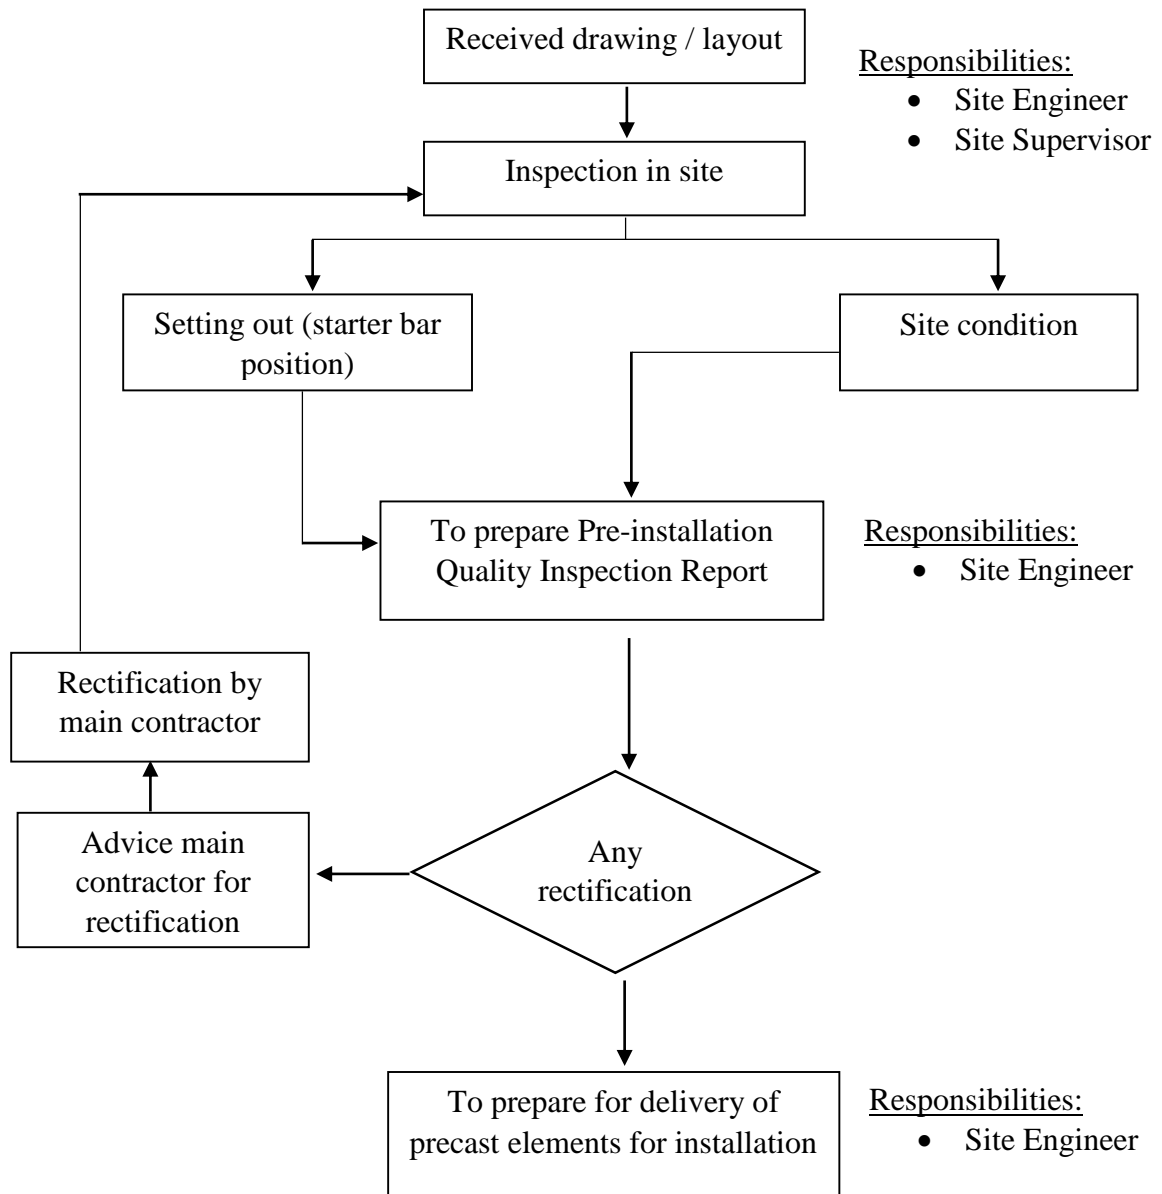 Received drawing / layout
Responsibilities:
• Site Engineer
• Site Supervisor
Inspection in site
Setting out (starter bar
position)
Site condition
To prepare Pre-installation
Quality Inspection Report
Responsibilities:
• Site Engineer
Rectification by
main contractor
Advice main
contractor for
rectification
Any
rectification
To prepare for delivery of
precast elements for installation
Responsibilities:
• Site Engineer